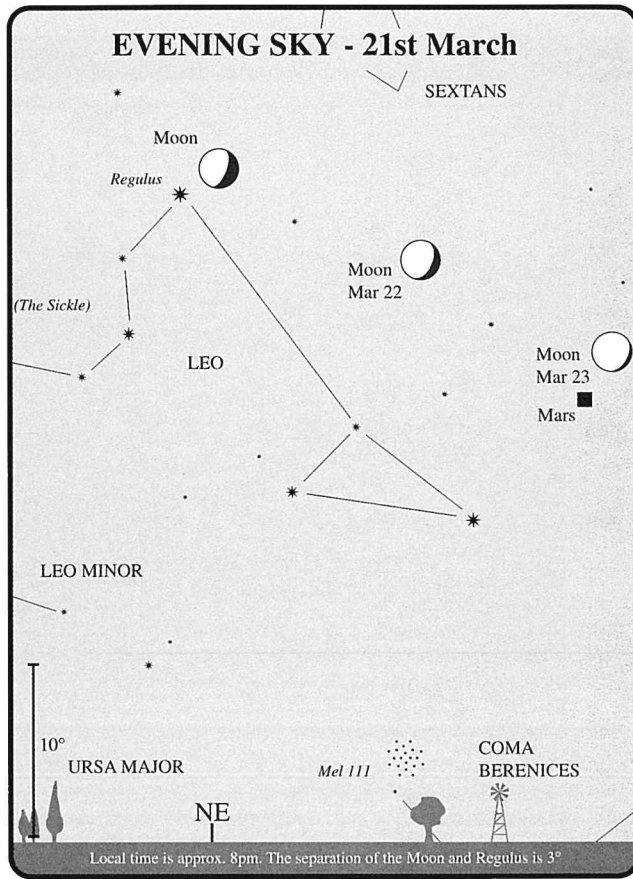 EVENING SKY - 21st March
SEXTANS
Moon
Regulus
Moon
Mar 22
(The Sickle)
LEO
Moon
Mar 23
Mars
LEO MINOR
10°
URSA MAJOR
Mel 111
COMA
BERENICES
NE
Local time is approx. 8pm. The separation of the Moon and Regulus is 3°